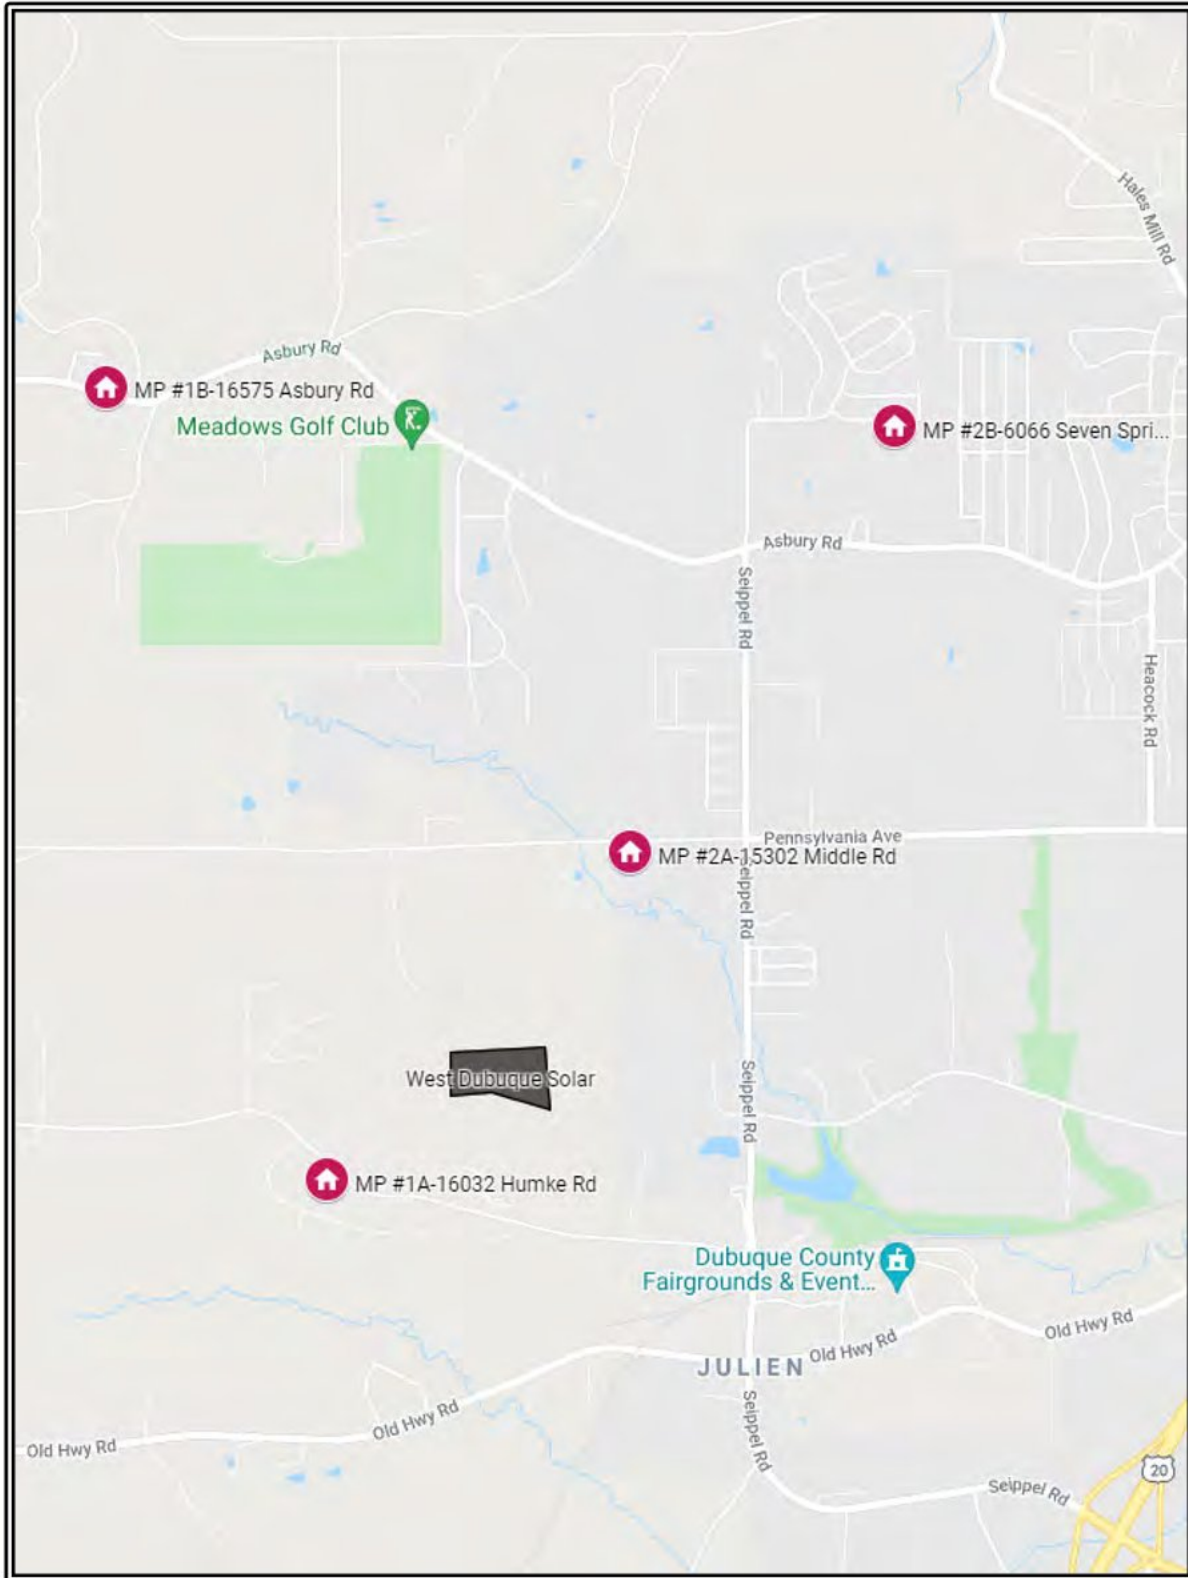 Hales Mill Rd
Asbury Rd
MP #1B-16575 Asbury Rd
Meadows Golf Club
MP #2B-6066 Seven Spri...
Asbury Rd
Seippel Rd
Heacock Rd
Pennsylvania Ave
MP #2A-15302 Middle Rd
Seippel Rd
West Dubuque Solar
Seippel Rd
MP #1A-16032 Humke Rd
Dubuque County
Fairgrounds & Event...
Old Hwy Rd
Old Hwy Rd
JULIEN
Old Hwy Rd
Old Hwy Rd
Seippel Rd
20
Seippel Rd